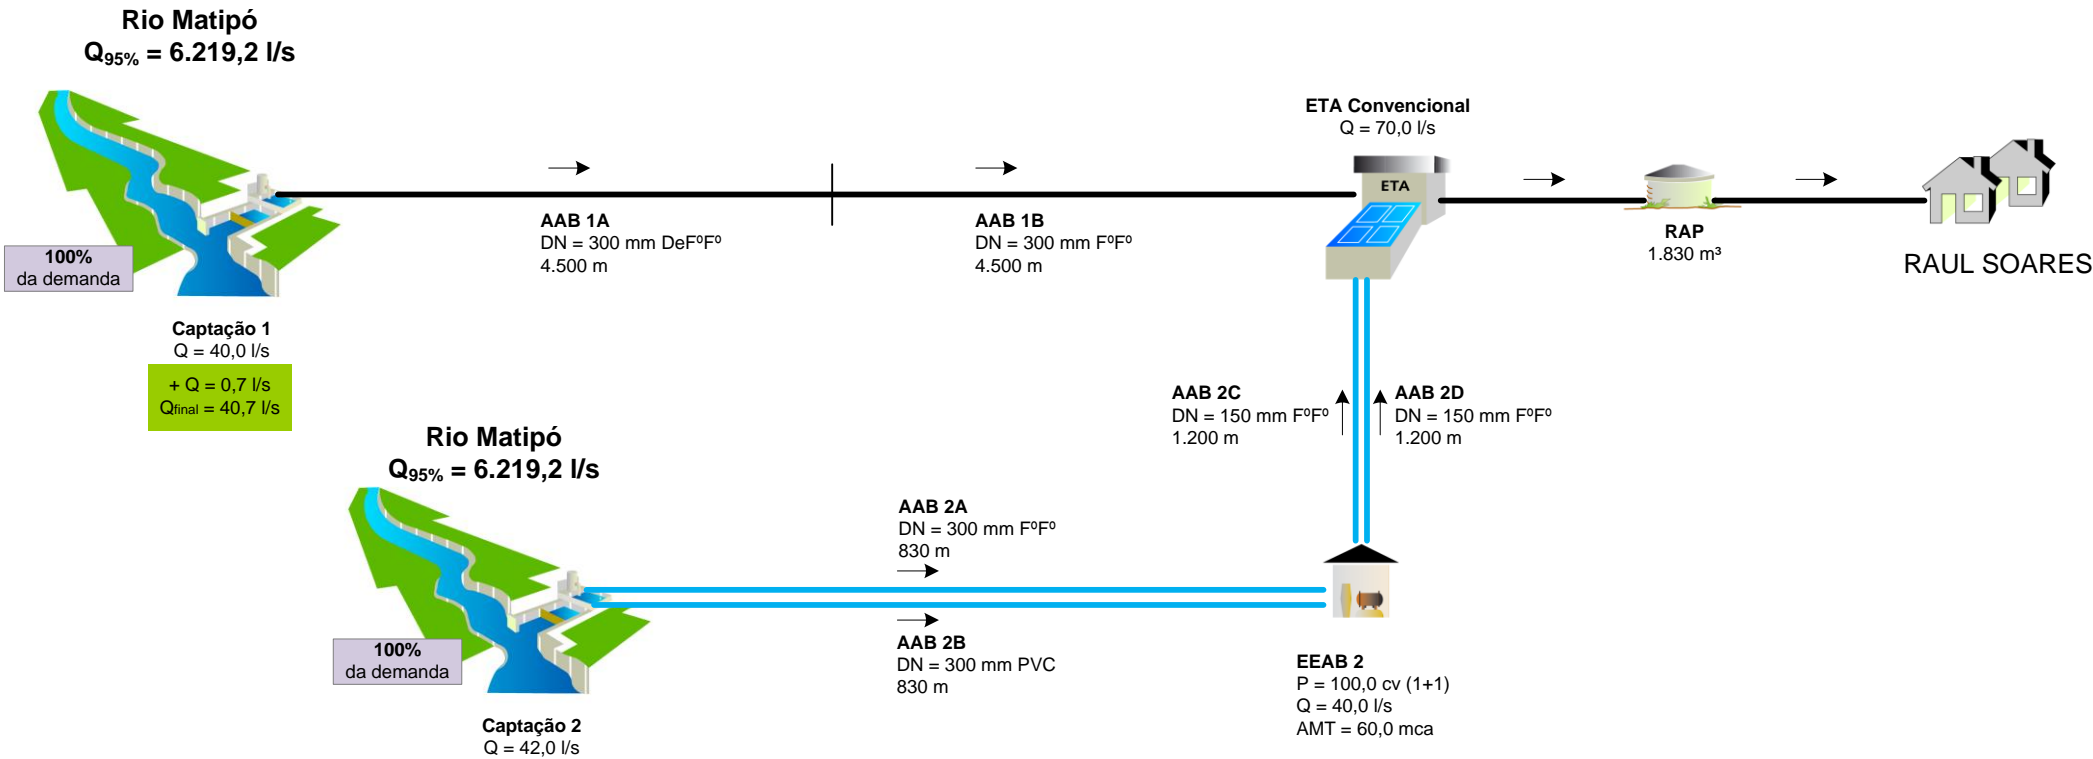 Rio Matipó
Q95% = 6.219,2 l/s
100%
da demanda
Captação 1
Q = 40,0 l/s
+ Q = 0,7 l/s
Qfinal = 40,7 l/s
AAB 1A
DN = 300 mm DeFºFº
4.500 m
AAB 1B
DN = 300 mm FºFº
4.500 m
ETA Convencional
Q = 70,0 l/s
ETA
RAP
1.830 m³
RAUL SOARES
AAB 2C
DN = 150 mm FºFº
1.200 m
AAB 2D
DN = 150 mm FºFº
1.200 m
Rio Matipó
Q95% = 6.219,2 l/s
100%
da demanda
Captação 2
Q = 42,0 l/s
AAB 2A
DN = 300 mm FºFº
830 m
AAB 2B
DN = 300 mm PVC
830 m
EEAB 2
P = 100,0 cv (1+1)
Q = 40,0 l/s
AMT = 60,0 mca